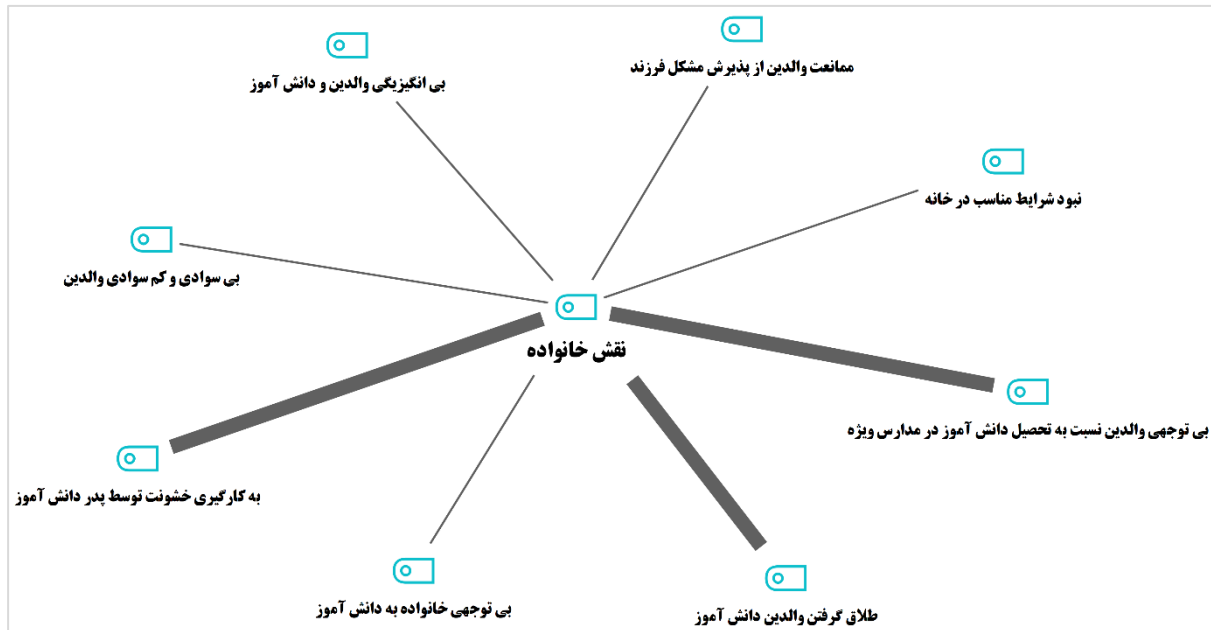 ممانعت والدین از پذیرش مشکل فرزند
بی انگیزیگی والدین و دانش آموز
نبود شرایط مناسب در خانه
بی سوادی و کم سوادی والدین
نقش خانواده
بی توجهی والدین نسبت به تحصیل دانش آموز در مدارس ویژه
به کارگیری خشونت توسط پدر دانش آموز
بی توجهی خانواده به دانش آموز
طلاق گرفتن والدین دانش آموز